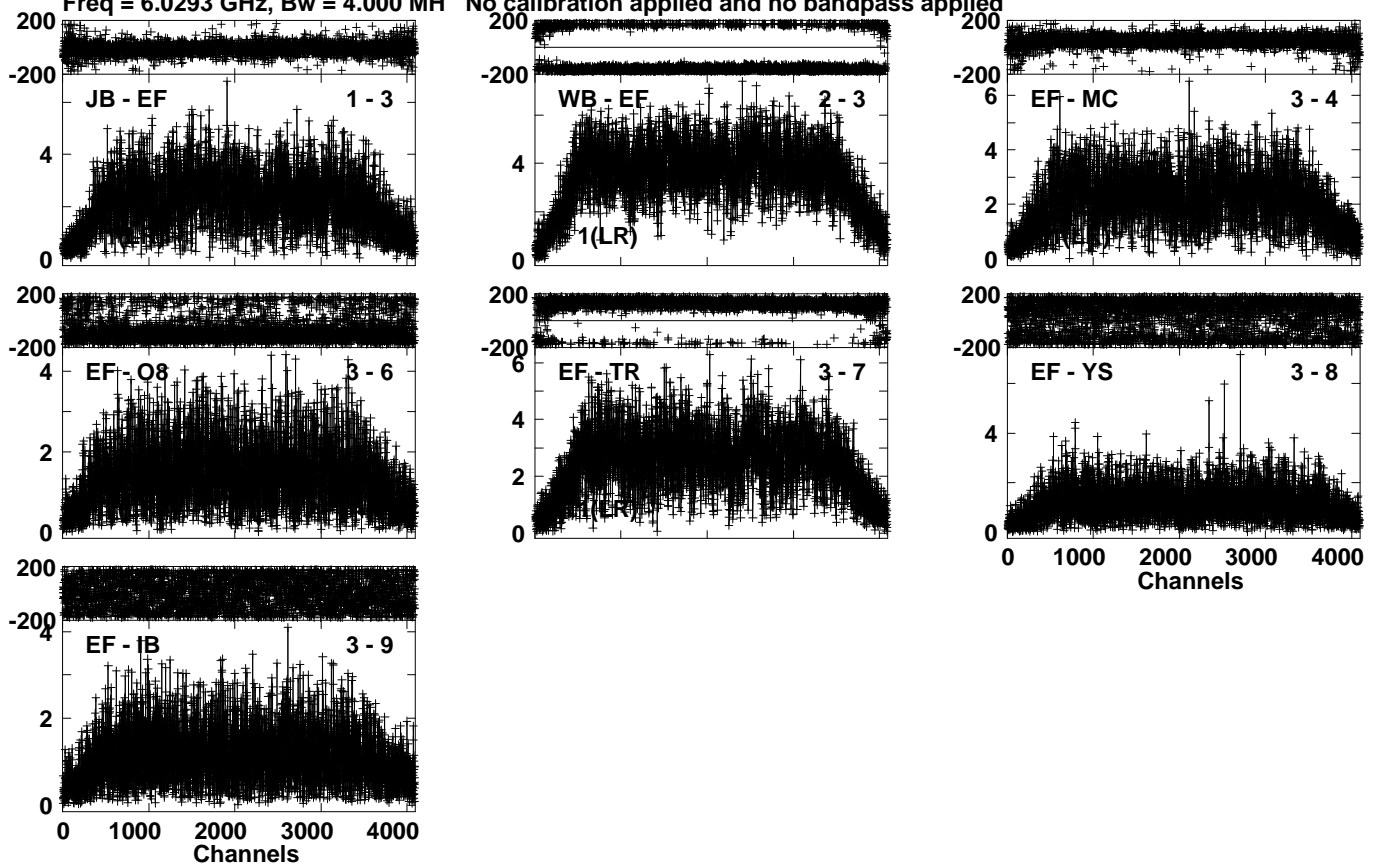 Freq = 6.0293 GHz, Bw = 4.000 MH No calibration applied and no bandpass applied
200
-200
JB - EF 1 - 3
4
0
200
-200
WB - EF 2 - 3
4
1(LR)
0
200
-200
EF - MC 3 - 4
6
4
2
0
200
-200
EF - O8 3 - 6
4
2
0
200
-200
EF - TR 3 - 7
6
4
2
1(LR)
0
200
-200
EF - YS 3 - 8
4
0
0 1000 2000 3000 4000
Channels
200
-200
EF - IB 3 - 9
4
2
0
0 1000 2000 3000 4000
Channels